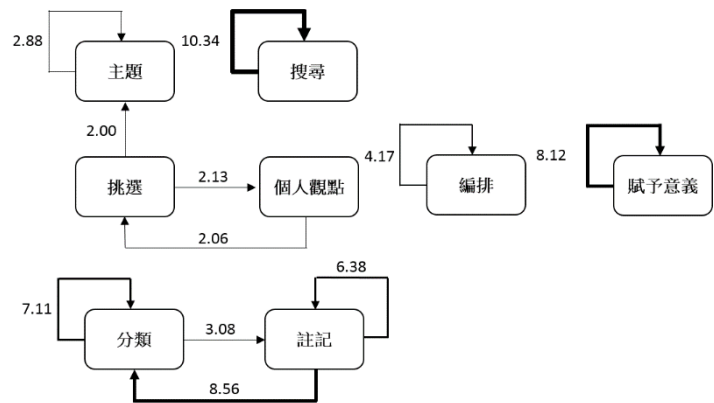 2.88
10.34
主題
搜尋
2.00
4.17
8.12
挑選
2.13
個人觀點
編排
賦予意義
2.06
6.38
7.11
分類
3.08
註記
8.56